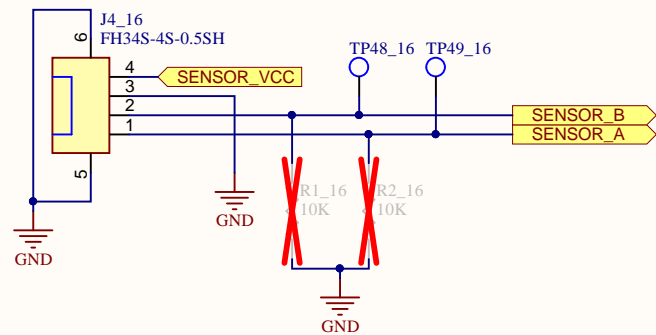 J4_16
FH34S-4S-0.5SH
6
4
3
2
1
5
SENSOR_VCC
TP48_16
TP49_16
SENSOR_B
SENSOR_A
R1_16
10K
R2_16
10K
GND
GND
GND